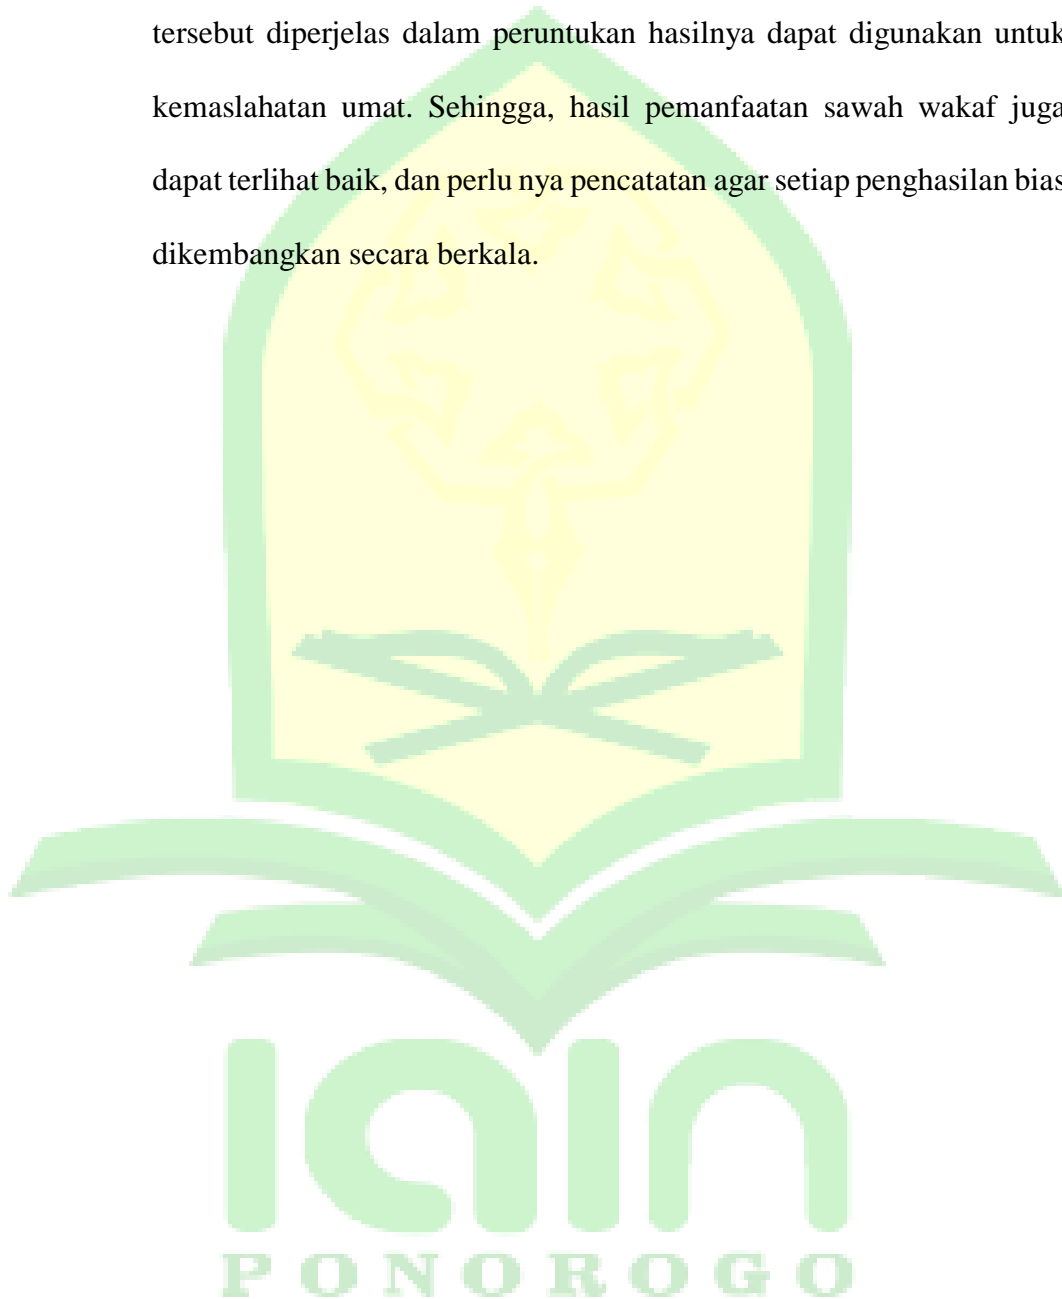 tersebut diperjelas dalam peruntukan hasilnya dapat digunakan untuk
kemaslahatan umat. Sehingga, hasil pemanfaatan sawah wakaf juga
dapat terlihat baik, dan perlu nya pencatatan agar setiap penghasilan bias
dikembangkan secara berkala.
iain
PONOROGO